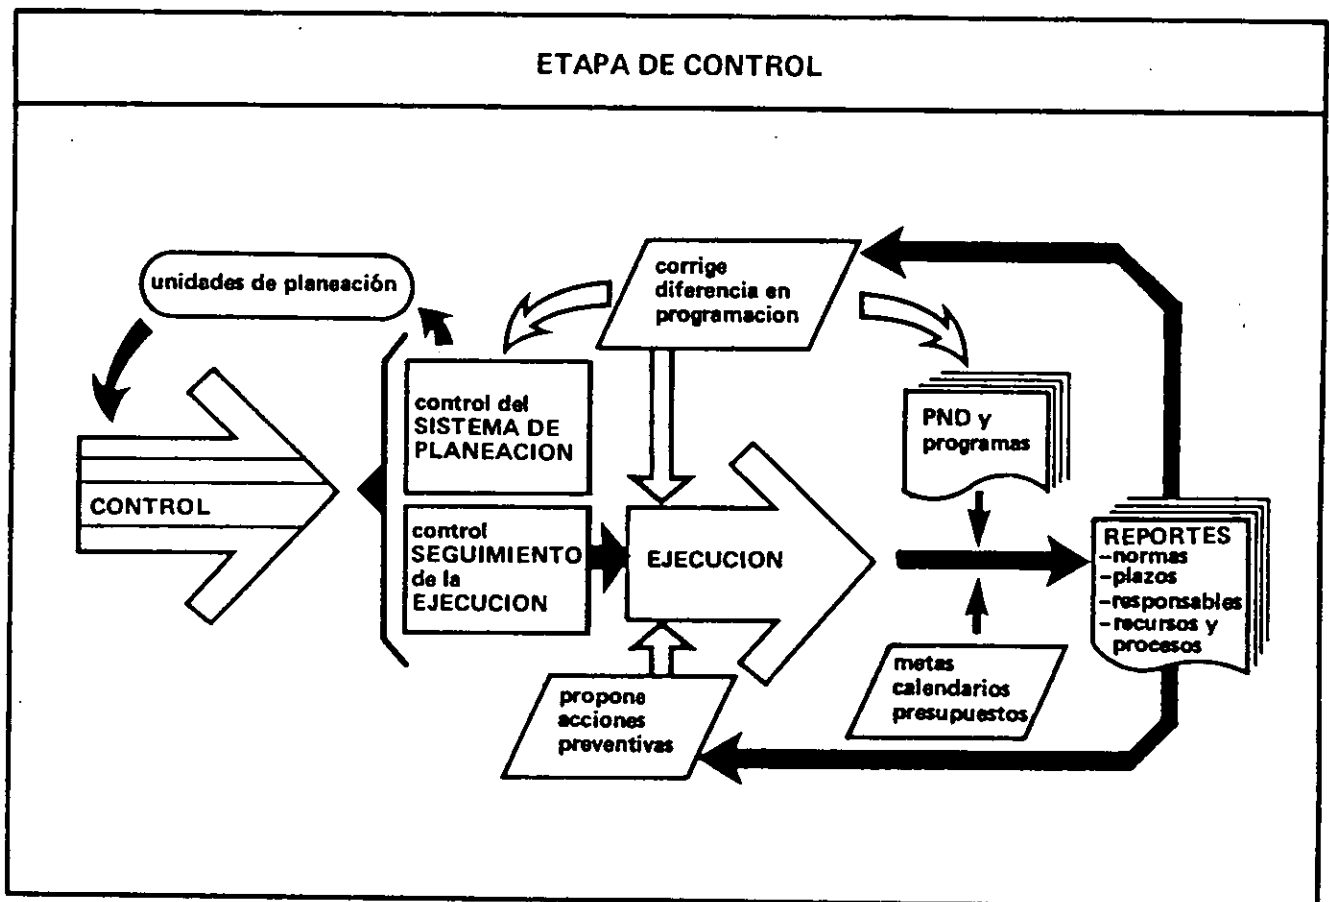 ETAPA DE CONTROL
unidades de planeación
corrige
diferencia en
programacion
control del
SISTEMA DE
PLANEACION
PND y
programas
CONTROL
control
SEGUIMIENTO
de la
EJECUCION
EJECUCION
REPORTES
-normas
-plazos
-responsables
-recursos y
procesos
metas
calendarios
presupuestos
propone
acciones
preventivas